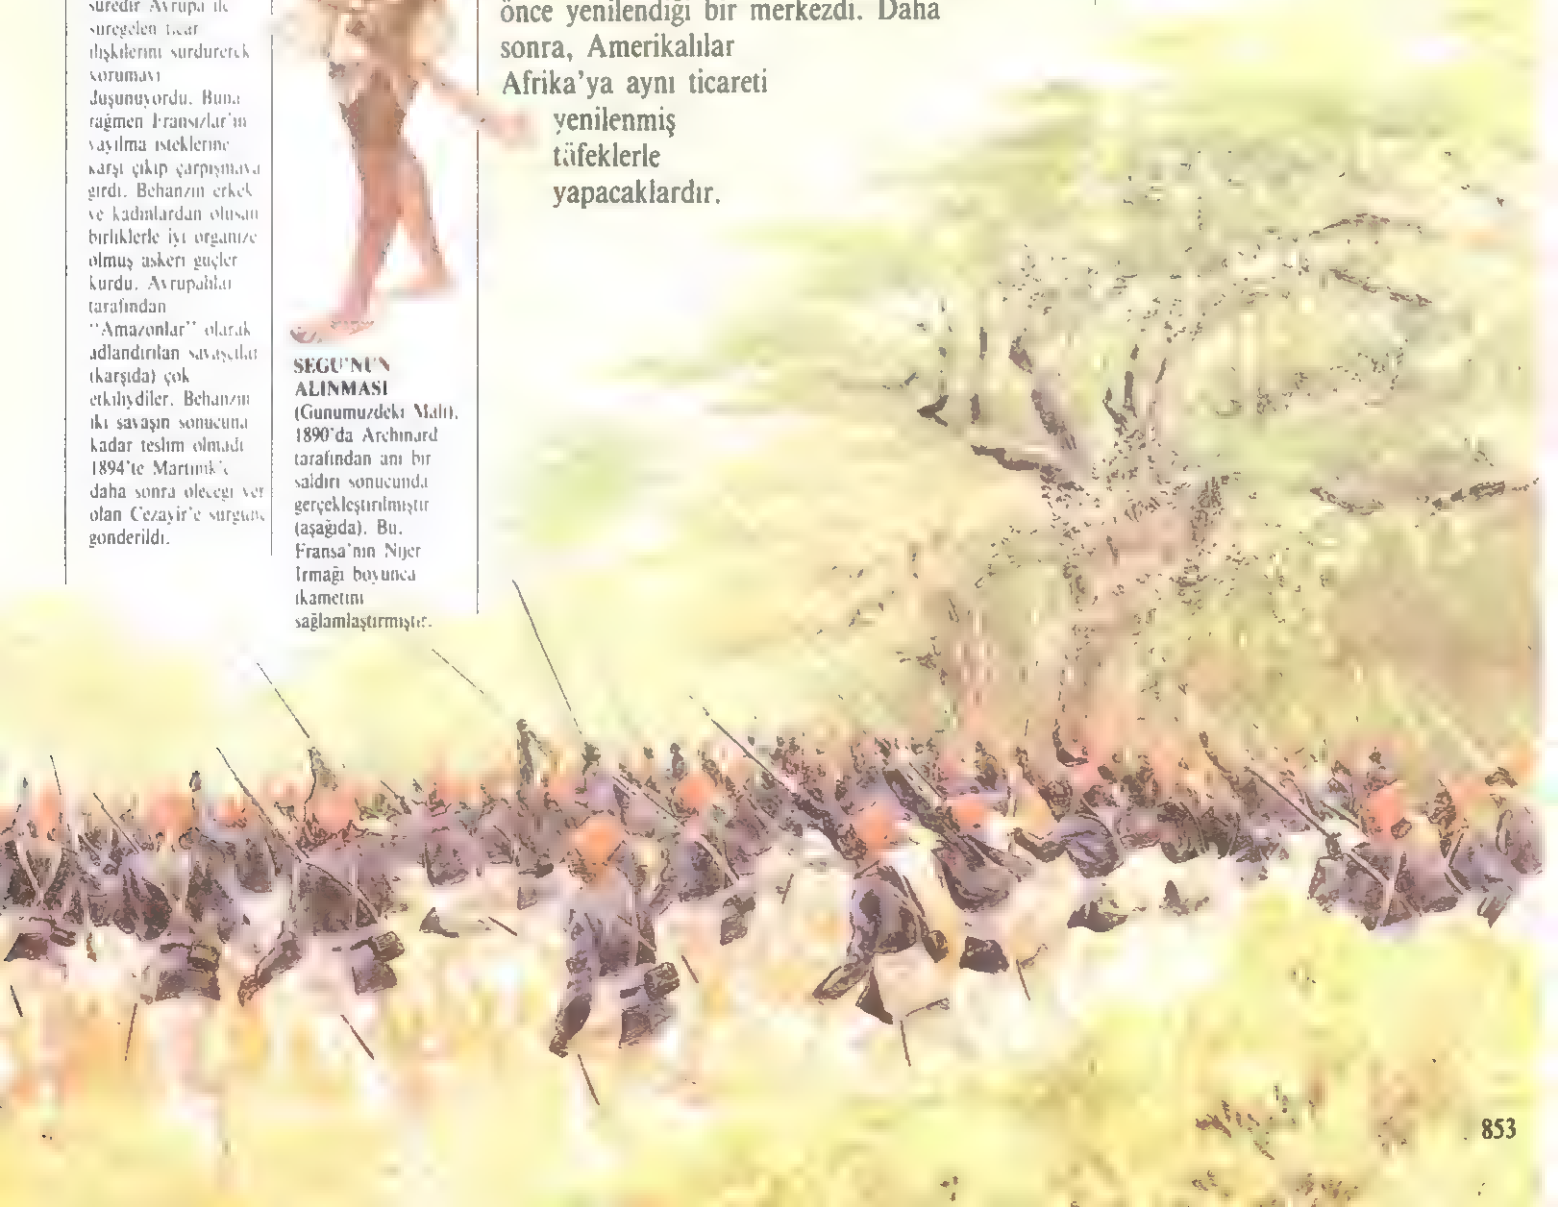 süredir Avrupa ile
süregelen ticari
ilişkilerini sürdürerek
korumayı
düşünüyordu. Buna
rağmen Fransızlar'ın
yayılma isteklerine
karşı çıkıp çarpışmaya
girdi. Behanzin erkek
ve kadınlardan oluşan
birliklerle iyi organize
olmuş askeri güçler
kurdu. Avrupalılar
tarafından
"Amazonlar" olarak
adlandırılan savaşçılar
(karşıda) çok
etkiliydiler. Behanzin
iki savaşın sonucuna
kadar teslim olmadı
1894'te Martinik'e
daha sonra öleceği yer
olan Cezayir'e sürgüne
gönderildi.
SEGU'NUN
ALINMASI
(Günümüzdeki Mali),
1890'da Archinard
tarafından ani bir
saldırı sonucunda
gerçekleştirilmiştir
(aşağıda). Bu,
Fransa'nın Nijer
Irmağı boyunca
ikametini
sağlamlaştırmıştır.
önce yenilendiği bir merkezdi. Daha
sonra, Amerikalılar
Afrika'ya aynı ticareti
yenilenmiş
tüfeklerle
yapacaklardır.
853